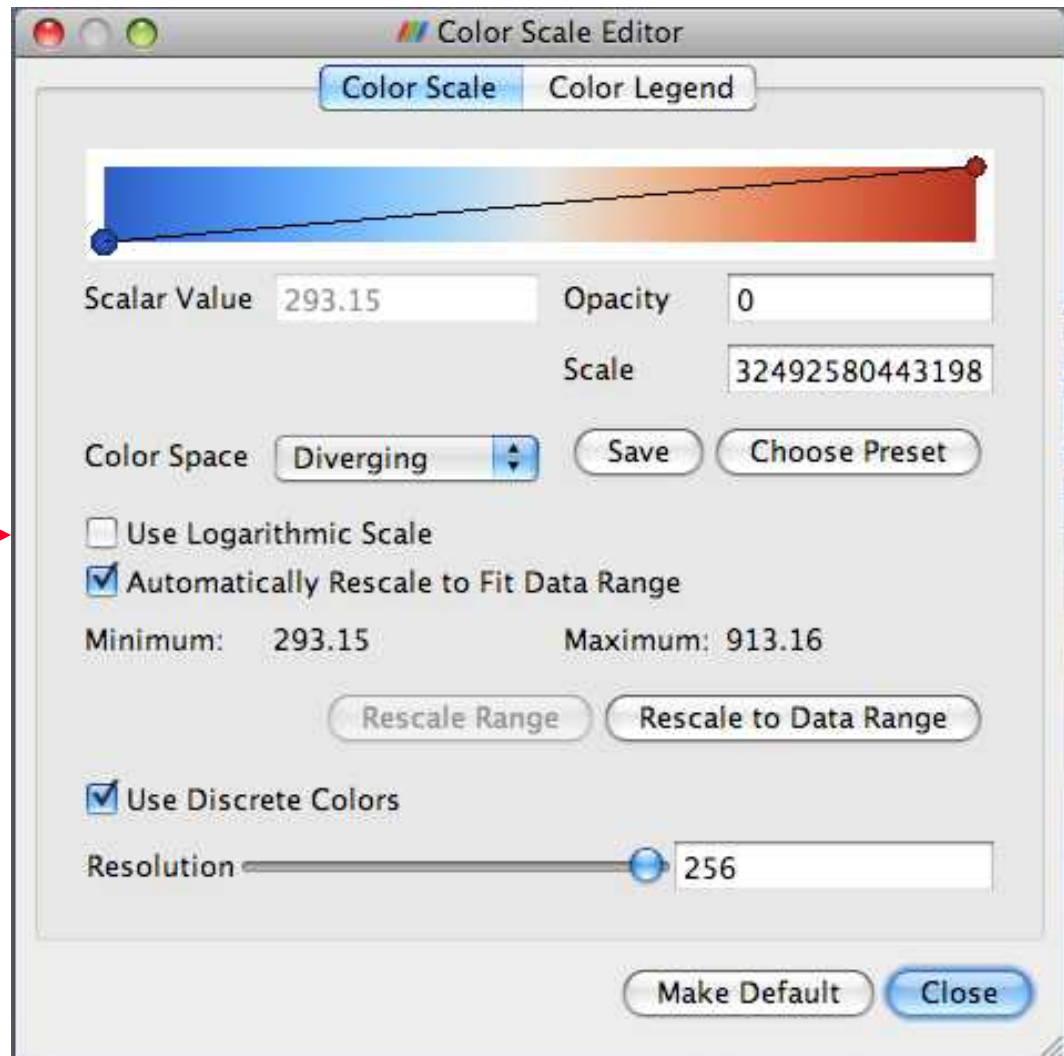 Color Scale Editor
Color Scale Color Legend
Scalar Value 293.15 Opacity 0
Scale 32492580443198
Color Space Diverging Save Choose Preset
Use Logarithmic Scale
Automatically Rescale to Fit Data Range
Minimum: 293.15 Maximum: 913.16
Rescale Range Rescale to Data Range
Use Discrete Colors
Resolution 256
Make Default Close